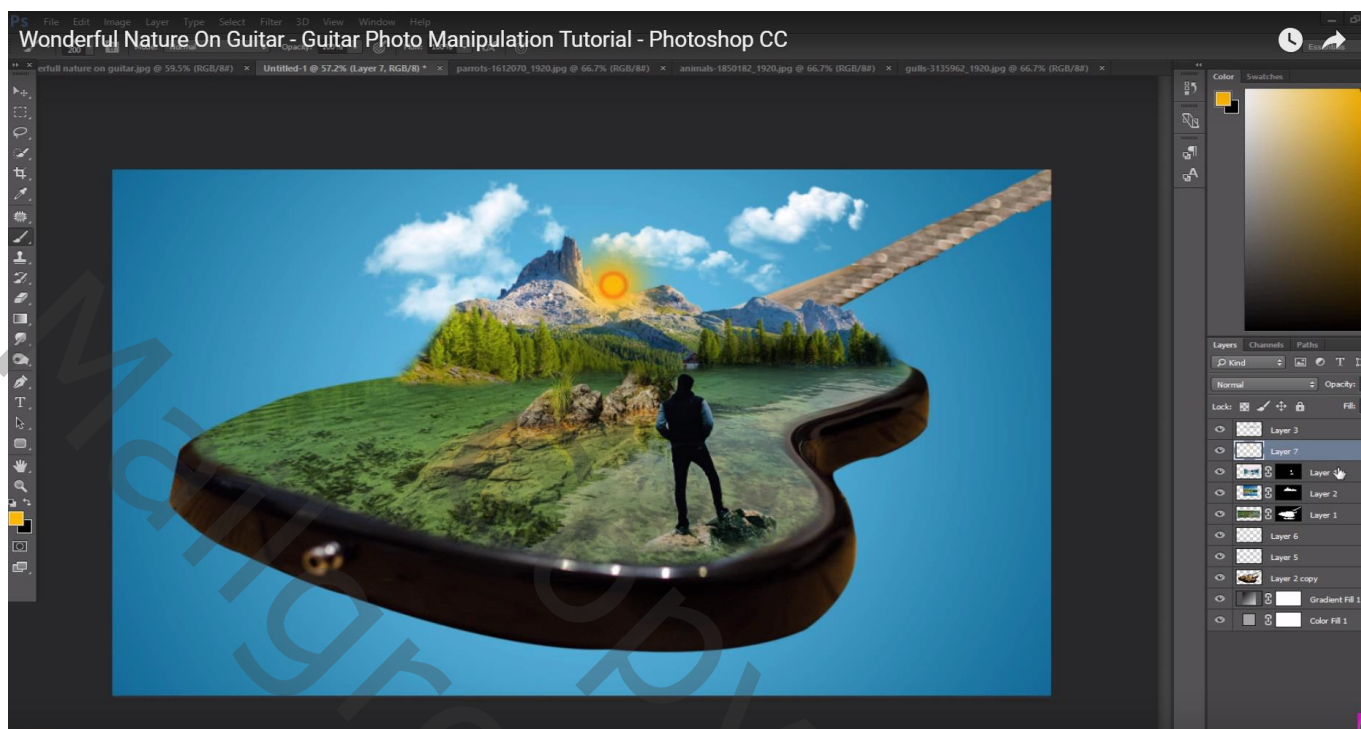 Ps File Edit Image Layer Type Select Filter 3D View Window Help
Wonderful Nature On Guitar - Guitar Photo Manipulation Tutorial - Photoshop CC
200 Opacity:
erfull nature on guitar.jpg @ 59.5% (RGB/8#) × Untitled-1 @ 57.2% (Layer 7, RGB/8) * × parrots-1612070_1920.jpg @ 66.7% (RGB/8#) × animals-1850182_1920.jpg @ 66.7% (RGB/8#) × gulls-3135962_1920.jpg @ 66.7% (RGB/8#) ×
Color Swatches
Layers Channels Paths
Kind
Normal Opacity:
Lock: Fill:
Layer 3
Layer 7
Layer
Layer 2
Layer 1
Layer 6
Layer 5
Layer 2 copy
Gradient Fill 1
Color Fill 1